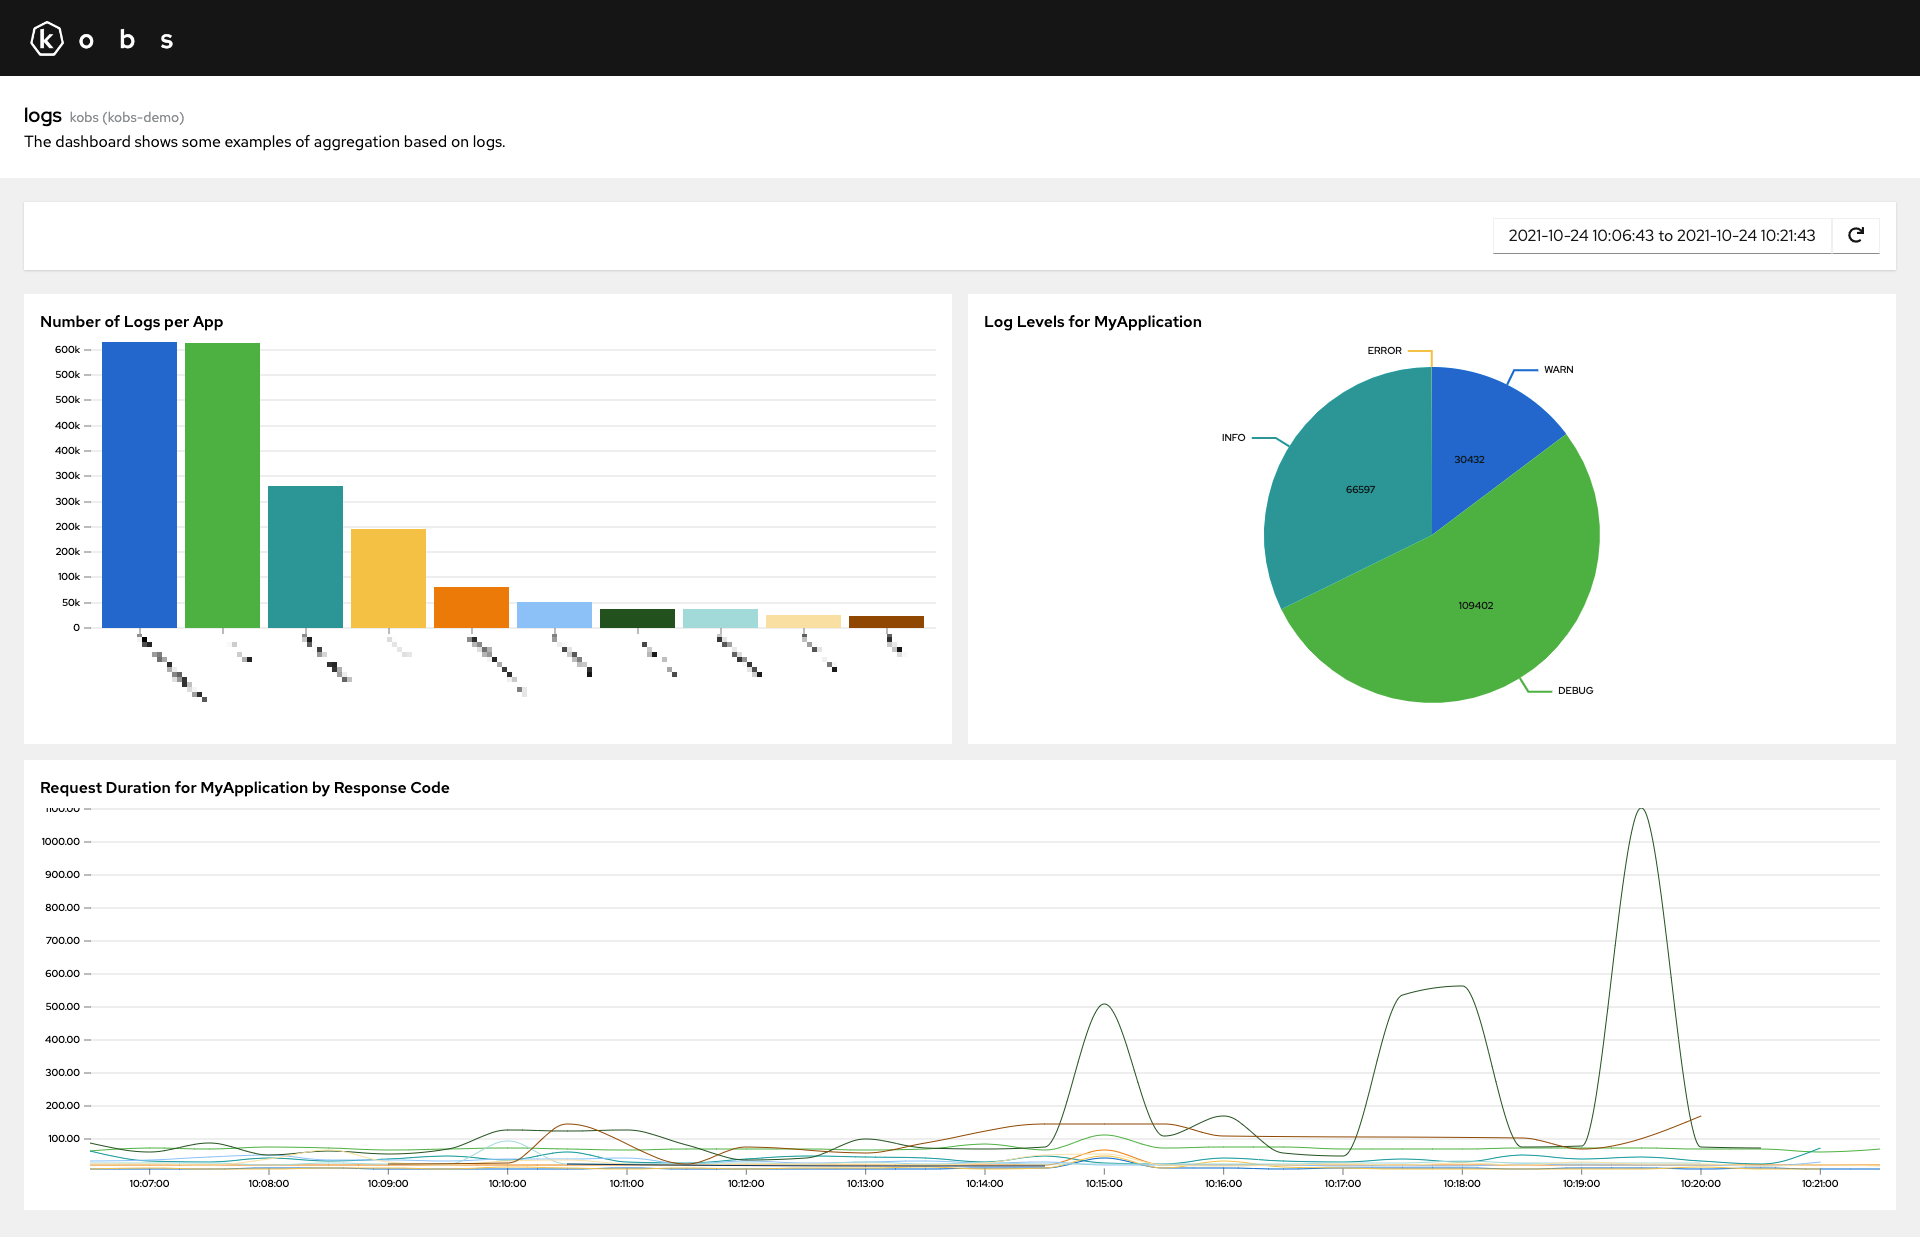 kobs
logs kobs (kobs-demo)
The dashboard shows some examples of aggregation based on logs.
2021-10-24 10:06:43 to 2021-10-24 10:21:43
Number of Logs per App
600k
500k
500k
400k
400k
300k
300k
200k
200k
100k
50k
0
Log Levels for MyApplication
ERROR
WARN
INFO
30432
66597
109402
DEBUG
Request Duration for MyApplication by Response Code
1100.00
1000.00
900.00
800.00
700.00
600.00
500.00
400.00
300.00
200.00
100.00
10:07:00 10:08:00 10:09:00 10:10:00 10:11:00 10:12:00 10:13:00 10:14:00 10:15:00 10:16:00 10:17:00 10:18:00 10:19:00 10:20:00 10:21:00